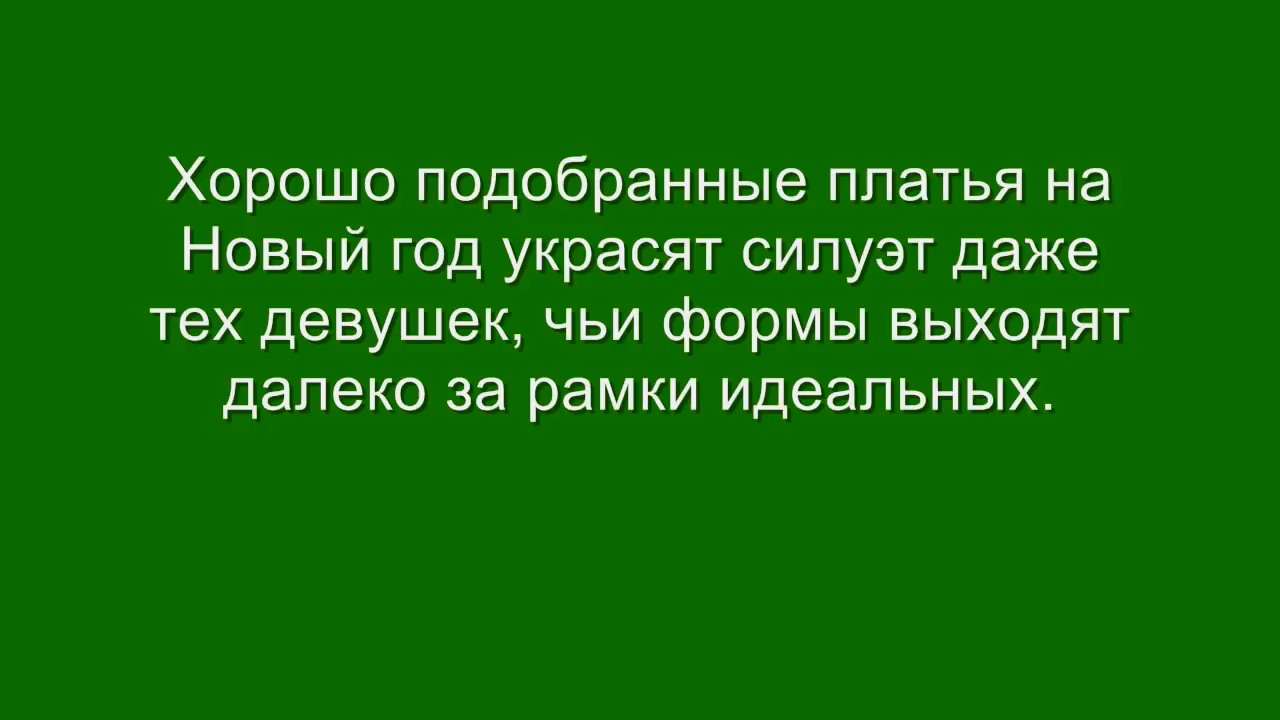 Хорошо подобранные платья на
Новый год украсят силуэт даже
тех девушек, чьи формы выходят
далеко за рамки идеальных.